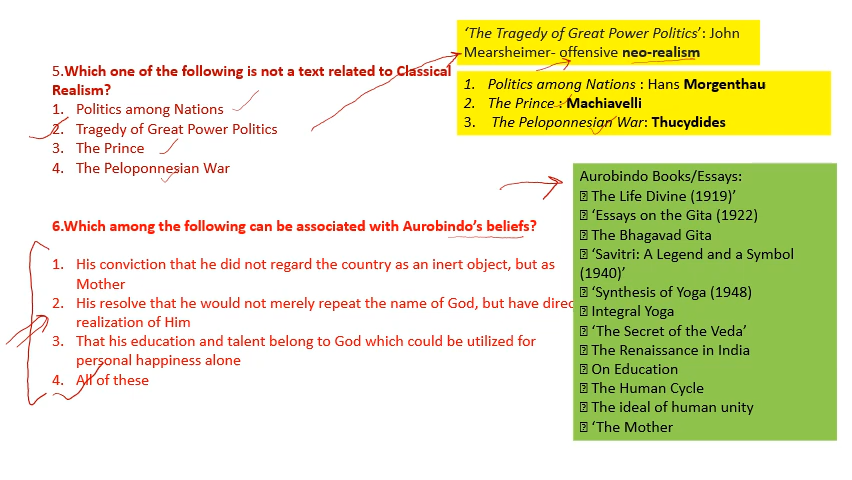 ‘The Tragedy of Great Power Politics’: John
Mearsheimer- offensive neo-realism
5.Which one of the following is not a text related to Classical
Realism?
1. Politics among Nations
2. Tragedy of Great Power Politics
3. The Prince
4. The Peloponnesian War
1. Politics among Nations : Hans Morgenthau
2. The Prince : Machiavelli
3. The Peloponnesian War: Thucydides
6.Which among the following can be associated with Aurobindo’s beliefs?
1. His conviction that he did not regard the country as an inert object, but as
Mother
2. His resolve that he would not merely repeat the name of God, but have direc
realization of Him
3. That his education and talent belong to God which could be utilized for
personal happiness alone
4. All of these
Aurobindo Books/Essays:
The Life Divine (1919)’
‘Essays on the Gita (1922)
The Bhagavad Gita
‘Savitri: A Legend and a Symbol
(1940)’
‘Synthesis of Yoga (1948)
Integral Yoga
‘The Secret of the Veda’
The Renaissance in India
On Education
The Human Cycle
The ideal of human unity
‘The Mother